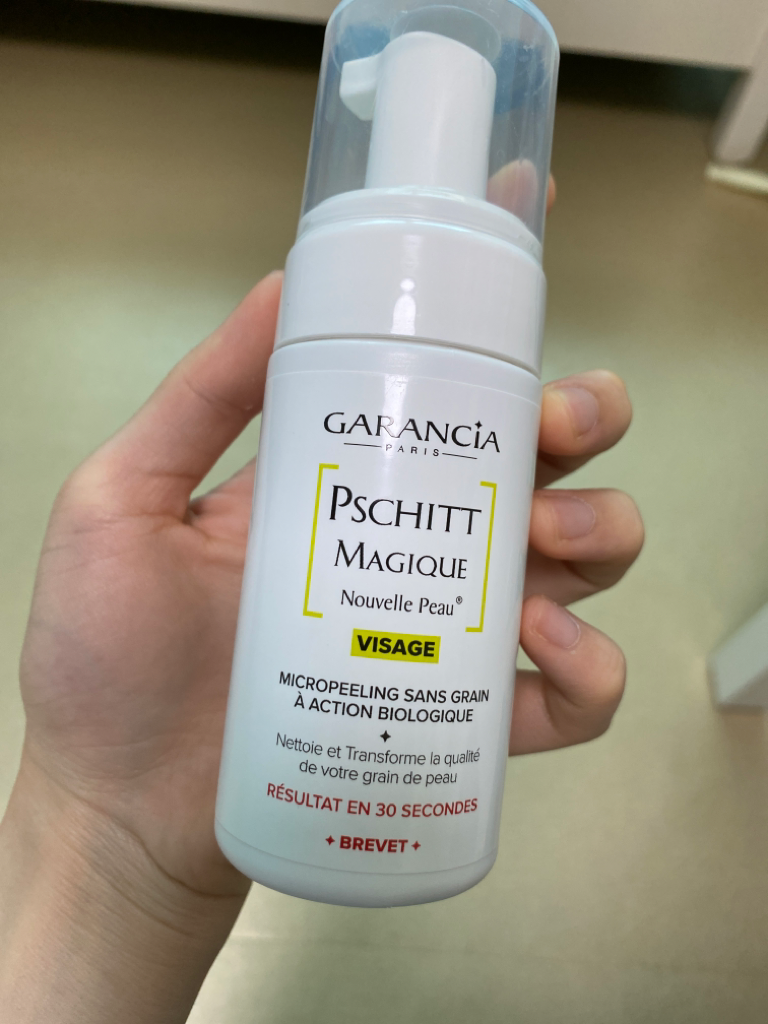 GARANCiA
PARIS
PSCHITT
MAGIQUE
Nouvelle Peau®
VISAGE
MICROPEELING SANS GRAIN
À ACTION BIOLOGIQUE
Nettoie et Transforme la qualité
de votre grain de peau
RÉSULTAT EN 30 SECONDES
BREVET